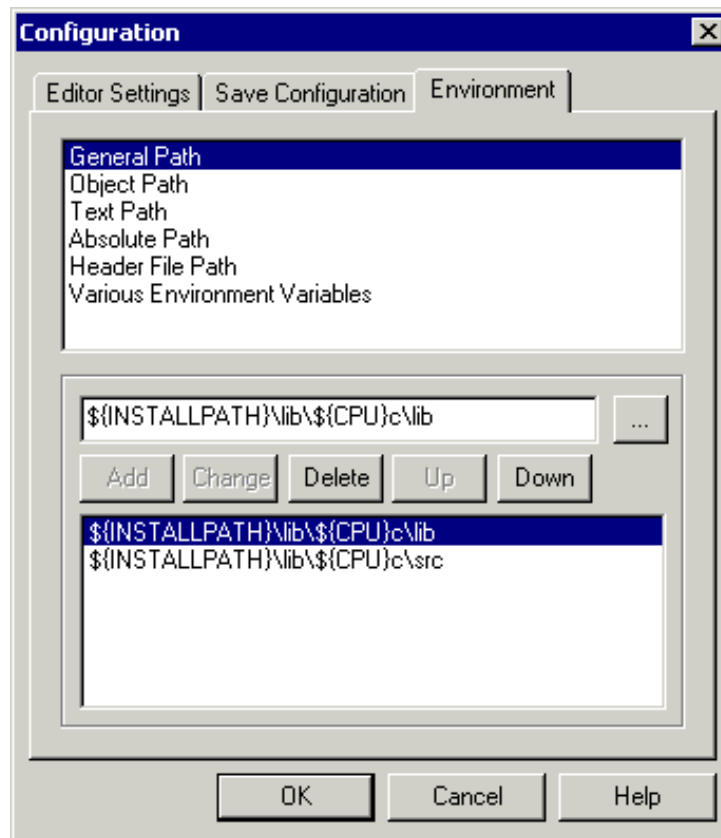 Configuration
Editor Settings Save Configuration Environment
General Path
Object Path
Text Path
Absolute Path
Header File Path
Various Environment Variables
${INSTALLPATH}\lib\${CPU}c\lib ...
Add Change Delete Up Down
${INSTALLPATH}\lib\${CPU}c\lib
${INSTALLPATH}\lib\${CPU}c\src
OK Cancel Help